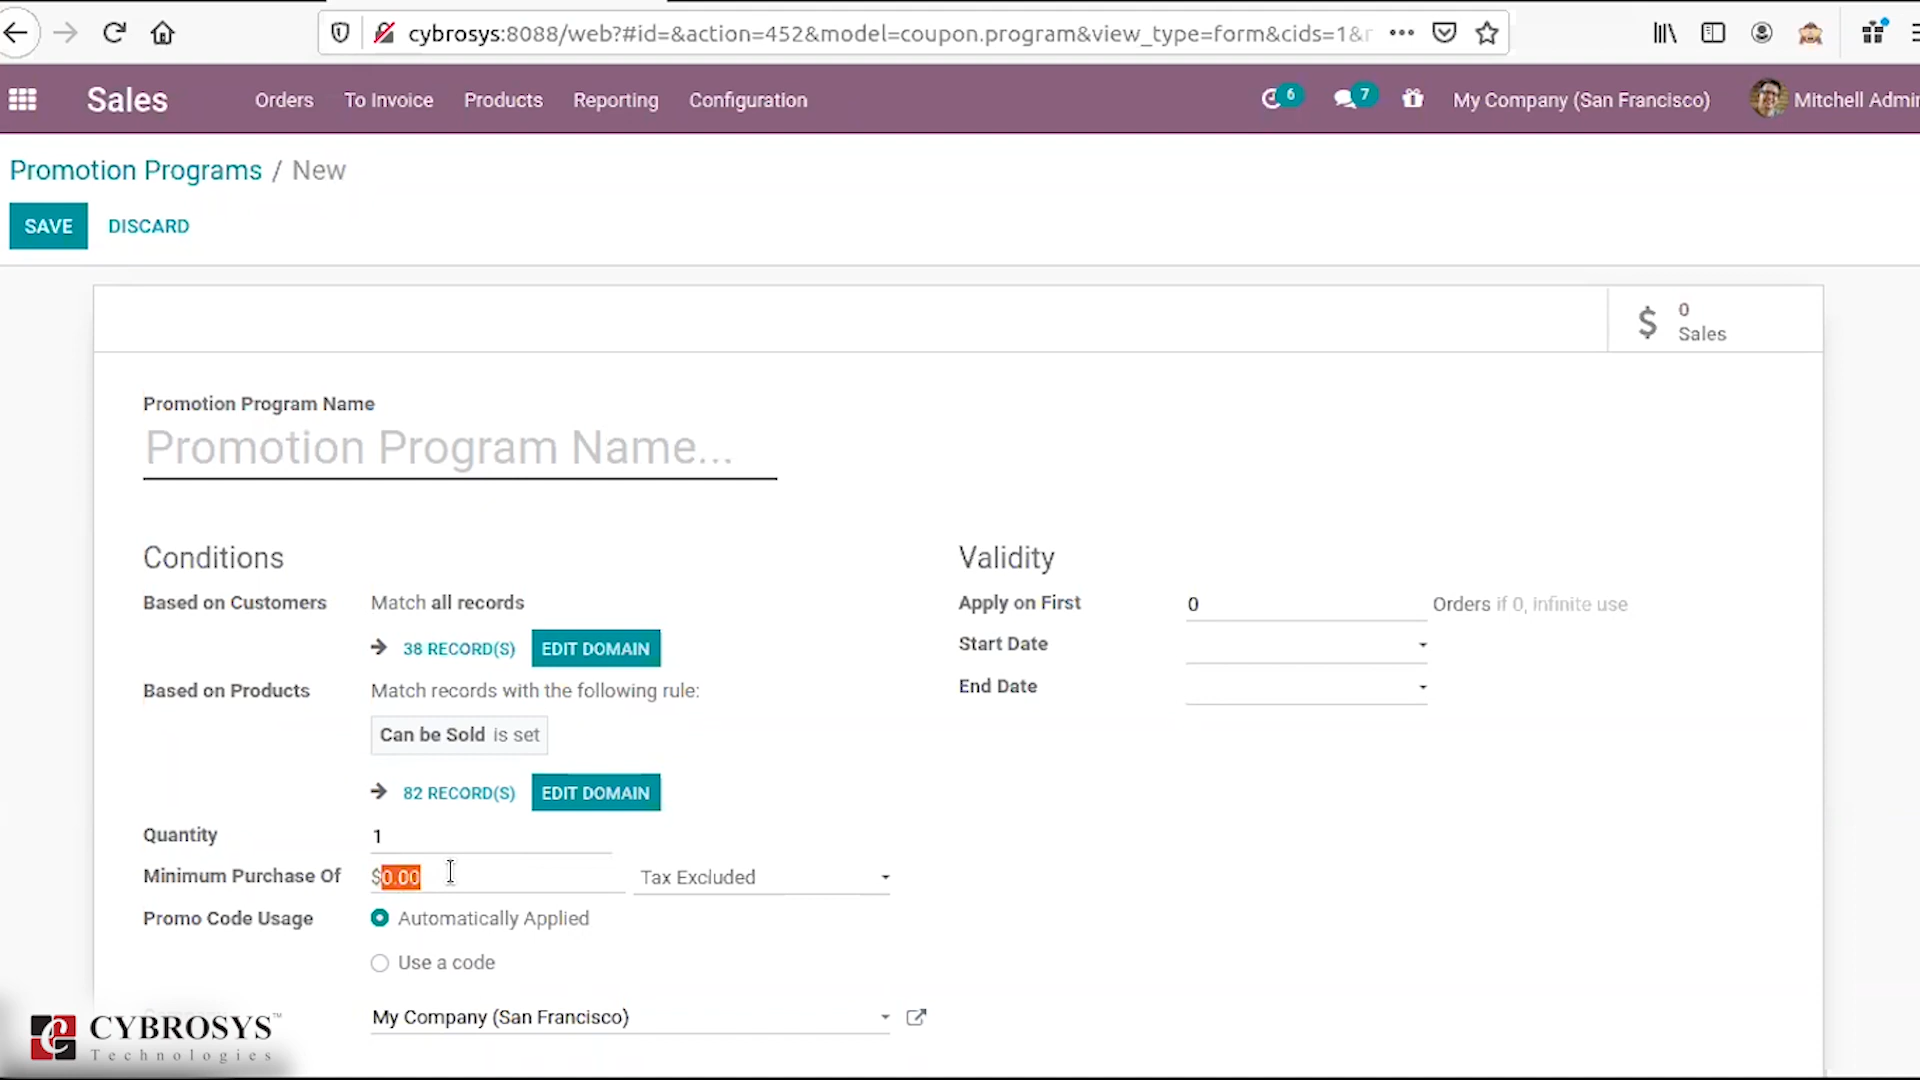 cybrosys:8088/web?#id=&action=452&model=coupon.program&view_type=form&cids=1&
Sales Orders To Invoice Products Reporting Configuration 6 7 My Company (San Francisco) Mitchell Admin
Promotion Programs / New
SAVE DISCARD
0
$ Sales
Promotion Program Name
Promotion Program Name...
Conditions Validity
Based on Customers Match all records Apply on First 0 Orders if 0, infinite use
38 RECORD(S) EDIT DOMAIN Start Date
Based on Products Match records with the following rule: End Date
Can be Sold is set
82 RECORD(S) EDIT DOMAIN
Quantity 1
Minimum Purchase Of $0.00 Tax Excluded
Promo Code Usage Automatically Applied
Use a code
My Company (San Francisco)
CYBROSYS™
Technologies